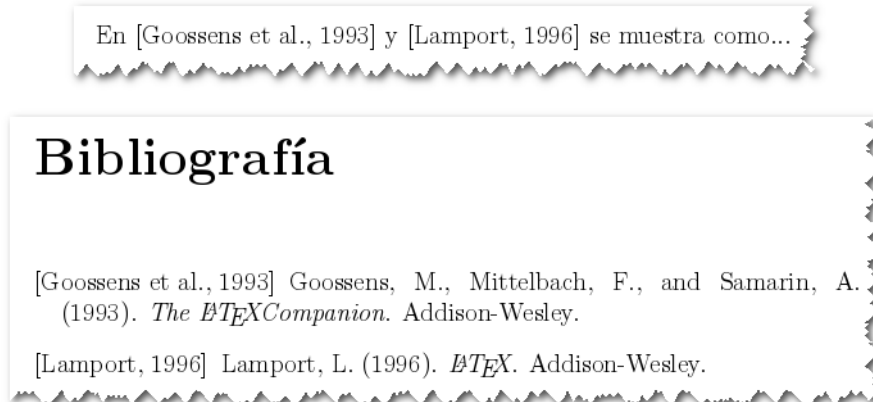 En [Goossens et al., 1993] y [Lamport, 1996] se muestra como...
Bibliografía
[Goossens et al., 1993] Goossens, M., Mittelbach, F., and Samarin, A.
(1993). The LATEXCompanion. Addison-Wesley.
[Lamport, 1996] Lamport, L. (1996). LATEX. Addison-Wesley.